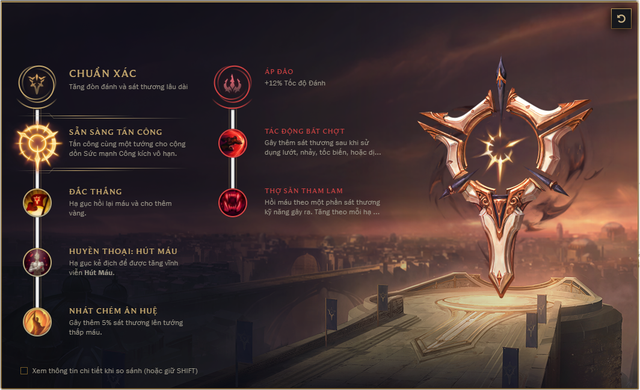 CHUẨN XÁC
Tăng đòn đánh và sát thương lâu dài
SẴN SÀNG TẤN CÔNG
Tấn công cùng một tướng cho cộng
dồn Sức mạnh Công kích vô hạn.
ĐẮC THẮNG
Hạ gục hồi lại máu và cho thêm
vàng.
HUYỀN THOẠI: HÚT MÁU
Hạ gục kẻ địch để được tăng vĩnh
viễn Hút Máu.
NHÁT CHÉM ÂN HUỆ
Gây thêm 5% sát thương lên tướng
thấp máu.
ÁP ĐẢO
+12% Tốc độ Đánh
TÁC ĐỘNG BẤT CHỢT
Gây thêm sát thương sau khi sử
dụng lướt, nhảy, tốc biến, hoặc dị...
THỢ SĂN THAM LAM
Hồi máu theo một phần sát thương
kỹ năng gây ra. Tăng theo mỗi hạ ...
Xem thông tin chi tiết khi so sánh (hoặc giữ SHIFT)